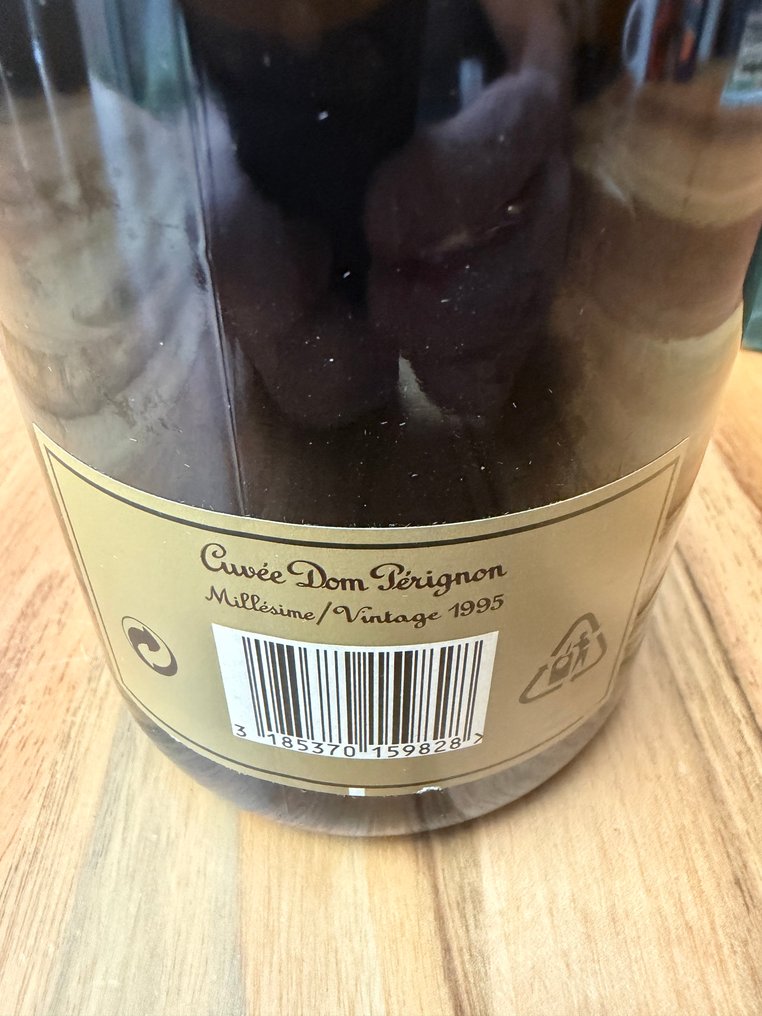 Cuvée Dom Pérignon
Millésime/Vintage 1995
3 185370 159828 >